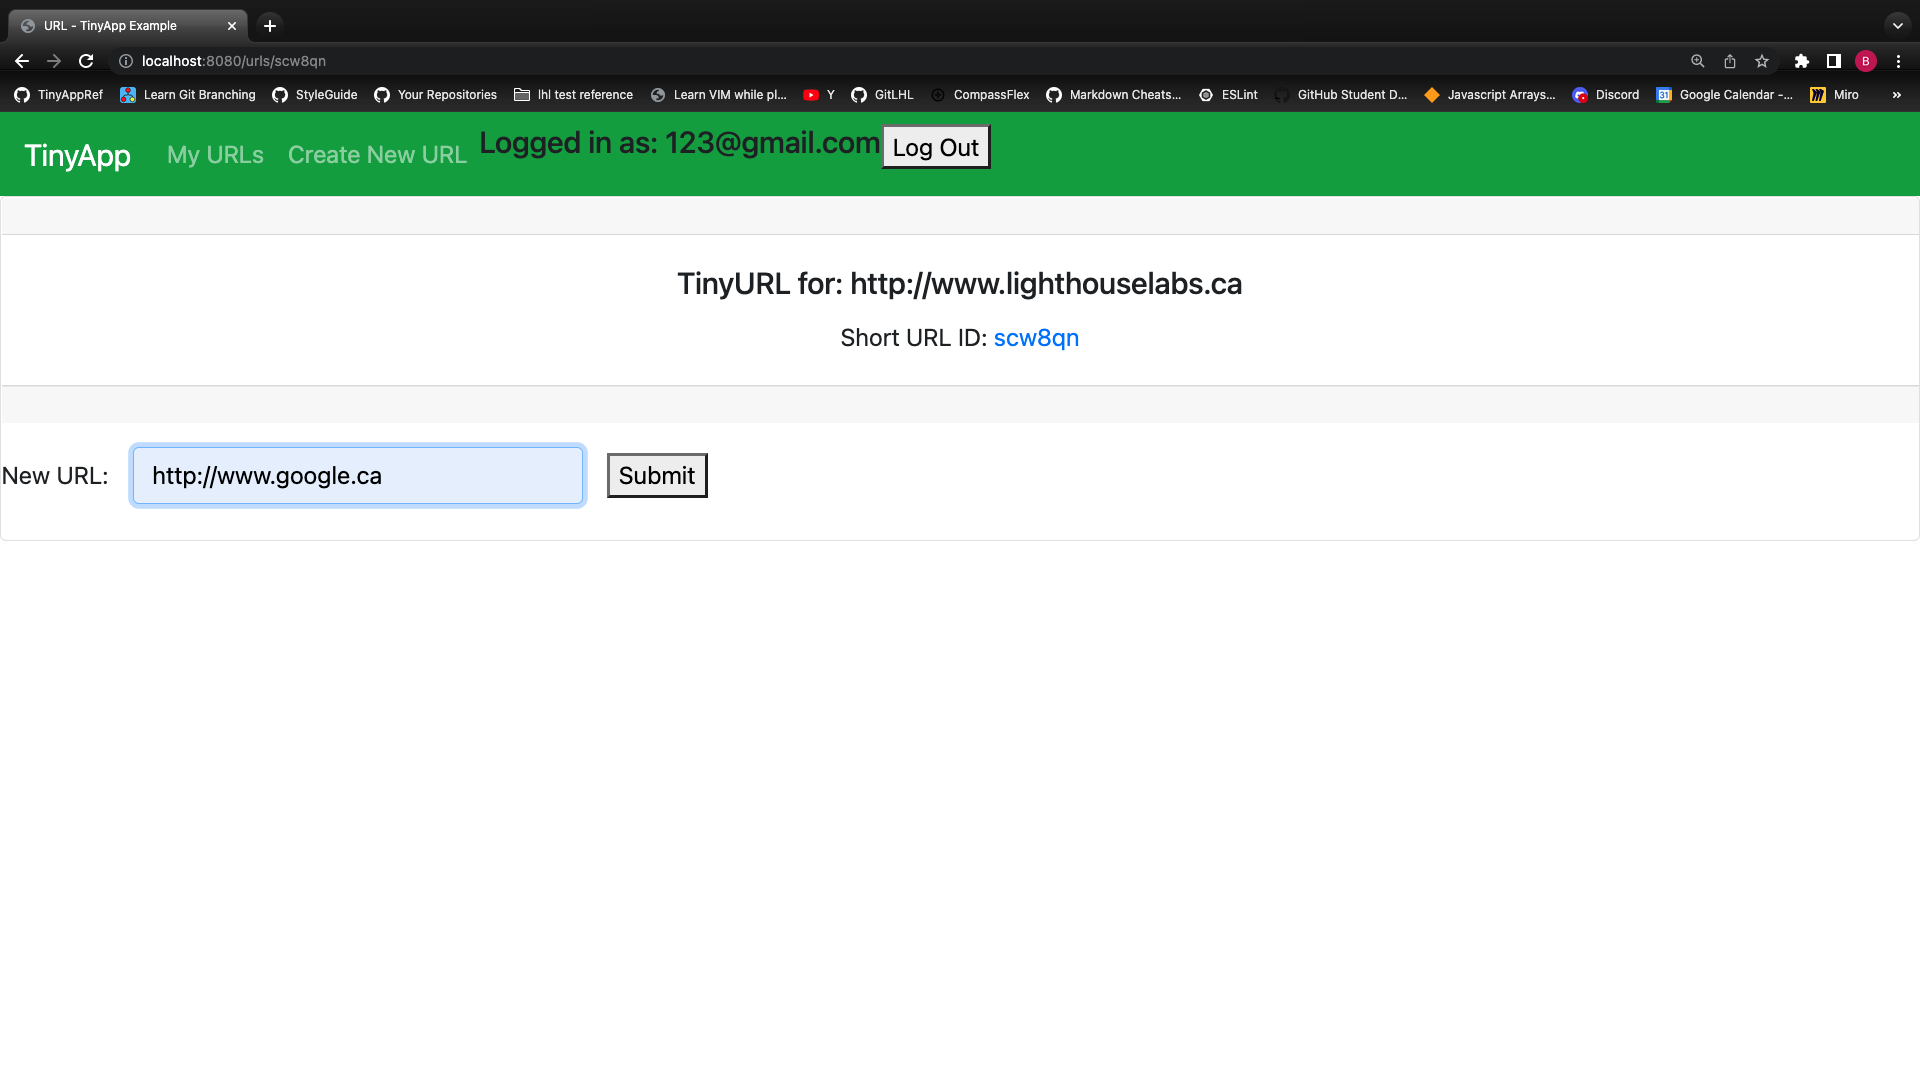 URL - TinyApp Example
localhost:8080/urls/scw8qn
B
TinyAppRef Learn Git Branching StyleGuide Your Repositories lhl test reference Learn VIM while pl... Y GitLHL CompassFlex Markdown Cheats... ESLint GitHub Student D... Javascript Arrays... Discord 31 Google Calendar -... Miro »
TinyApp My URLs Create New URL Logged in as: 123@gmail.com Log Out
TinyURL for: http://www.lighthouselabs.ca
Short URL ID: scw8qn
New URL: http://www.google.ca Submit